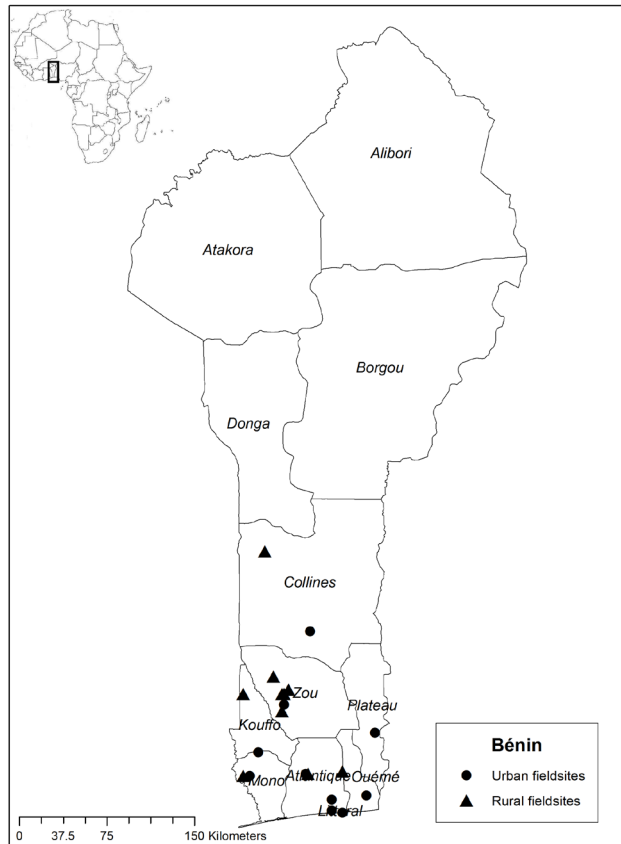 Alibori
Atakora
Borgou
Donga
Collines
Zou
Plateau
Kouffo
Mono
Atlantique
Ouémé
Littoral
Bénin
Urban fieldsites
Rural fieldsites
0 37.5 75 150 Kilometers